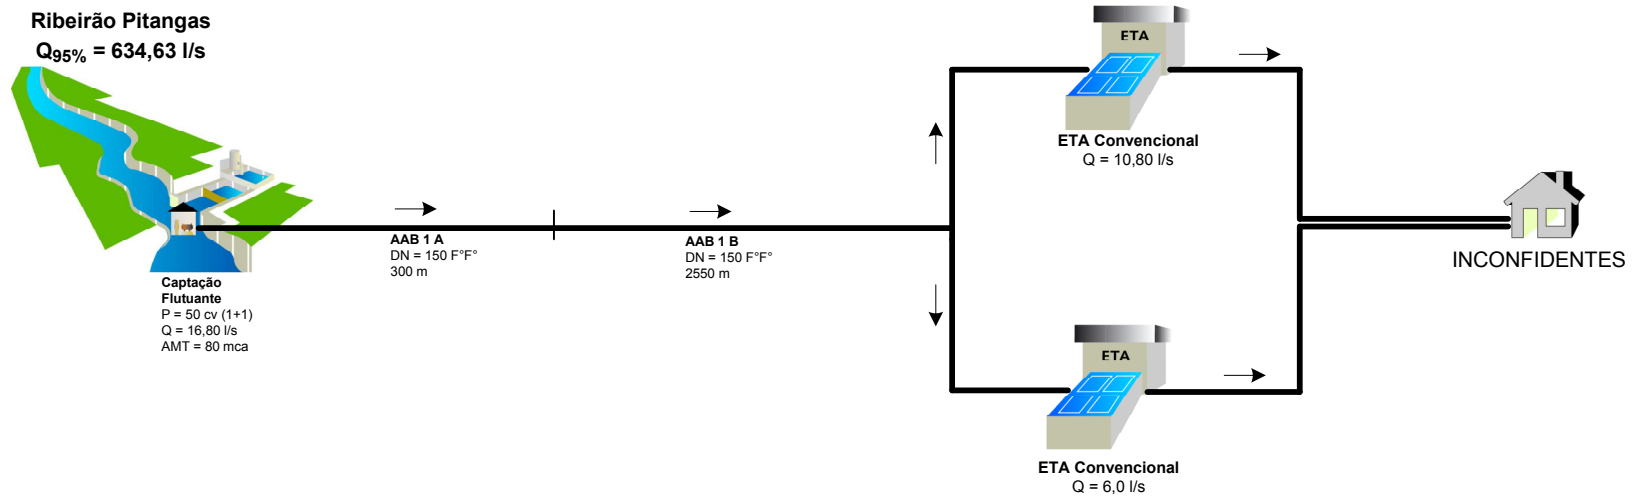 Ribeirão Pitangas
Q95% = 634,63 l/s
Captação
Flutuante
P = 50 cv (1+1)
Q = 16,80 l/s
AMT = 80 mca
AAB 1 A
DN = 150 F°F°
300 m
AAB 1 B
DN = 150 F°F°
2550 m
ETA
ETA Convencional
Q = 10,80 l/s
ETA
ETA Convencional
Q = 6,0 l/s
INCONFIDENTES